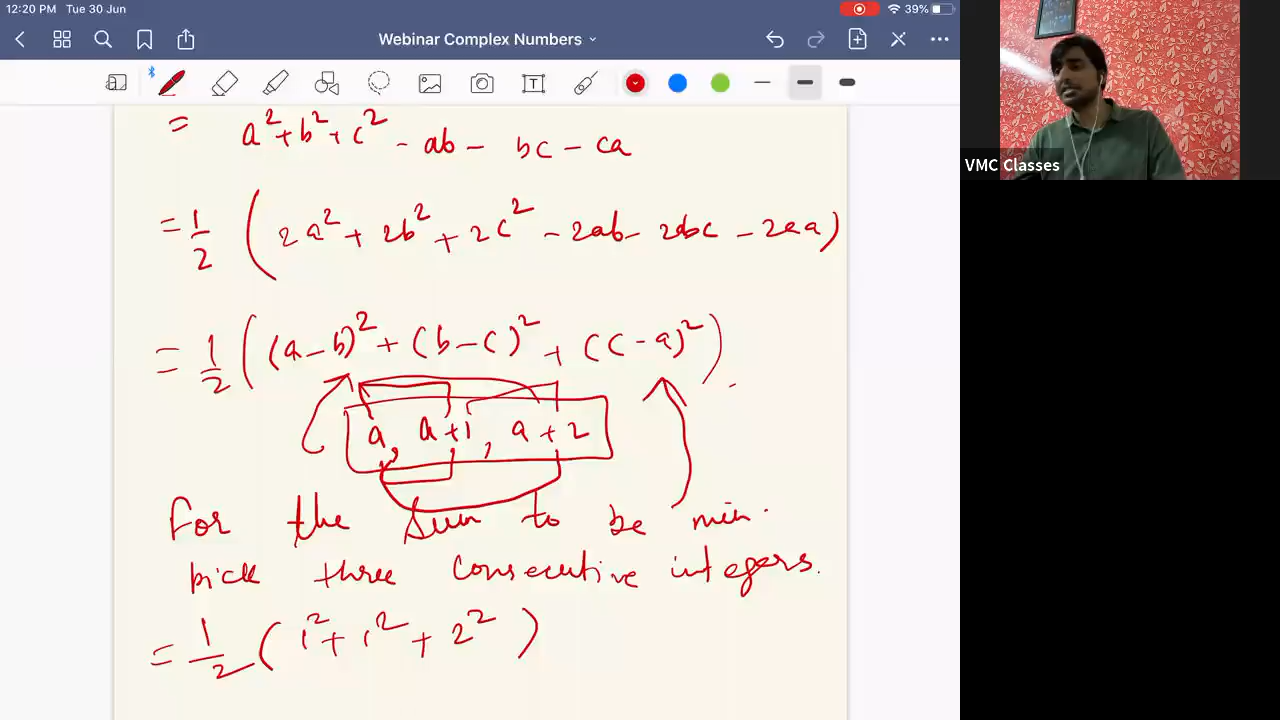 12:20 PM Tue 30 Jun
39%
Webinar Complex Numbers
T
= a²+b²+c² - ab - bc - ca
= 1/2 (2a² + 2b² + 2c² - 2ab - 2bc - 2ca)
= 1/2 ((a-b)² + (b-c)² + (c-a)²).
a, a+1, a+2
For the sum to be min.
pick three consecutive integers.
= 1/2 (1² + 1² + 2²)
VMC Classes